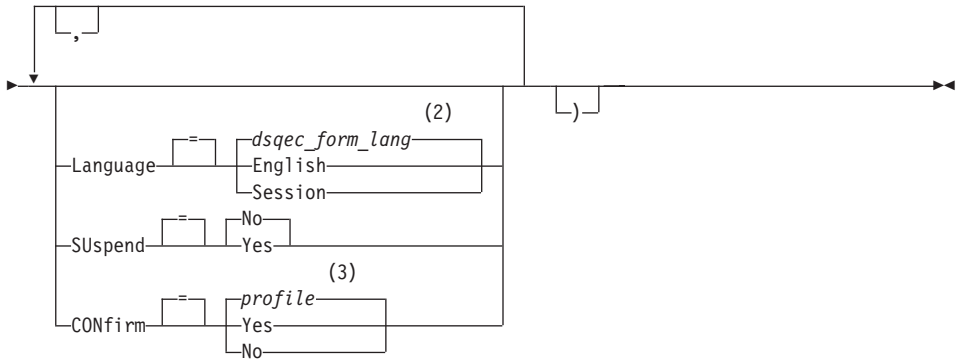 ,
)
(2)
= dsqec_form_lang
Language English
Session
= No
SUspend Yes
(3)
= profile
CONfirm Yes
No